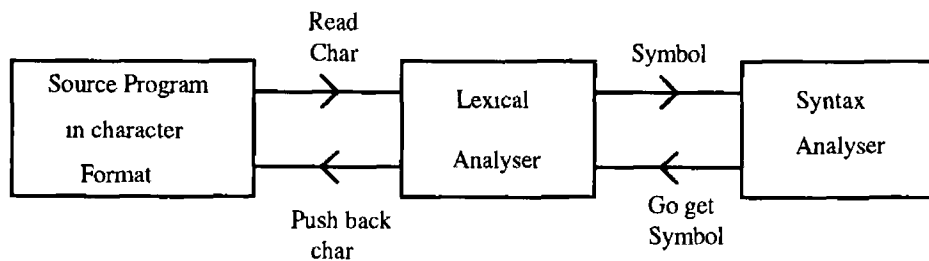 Read
Char
Symbol
Source Program
in character
Format
Lexical
Analyser
Syntax
Analyser
Push back
char
Go get
Symbol